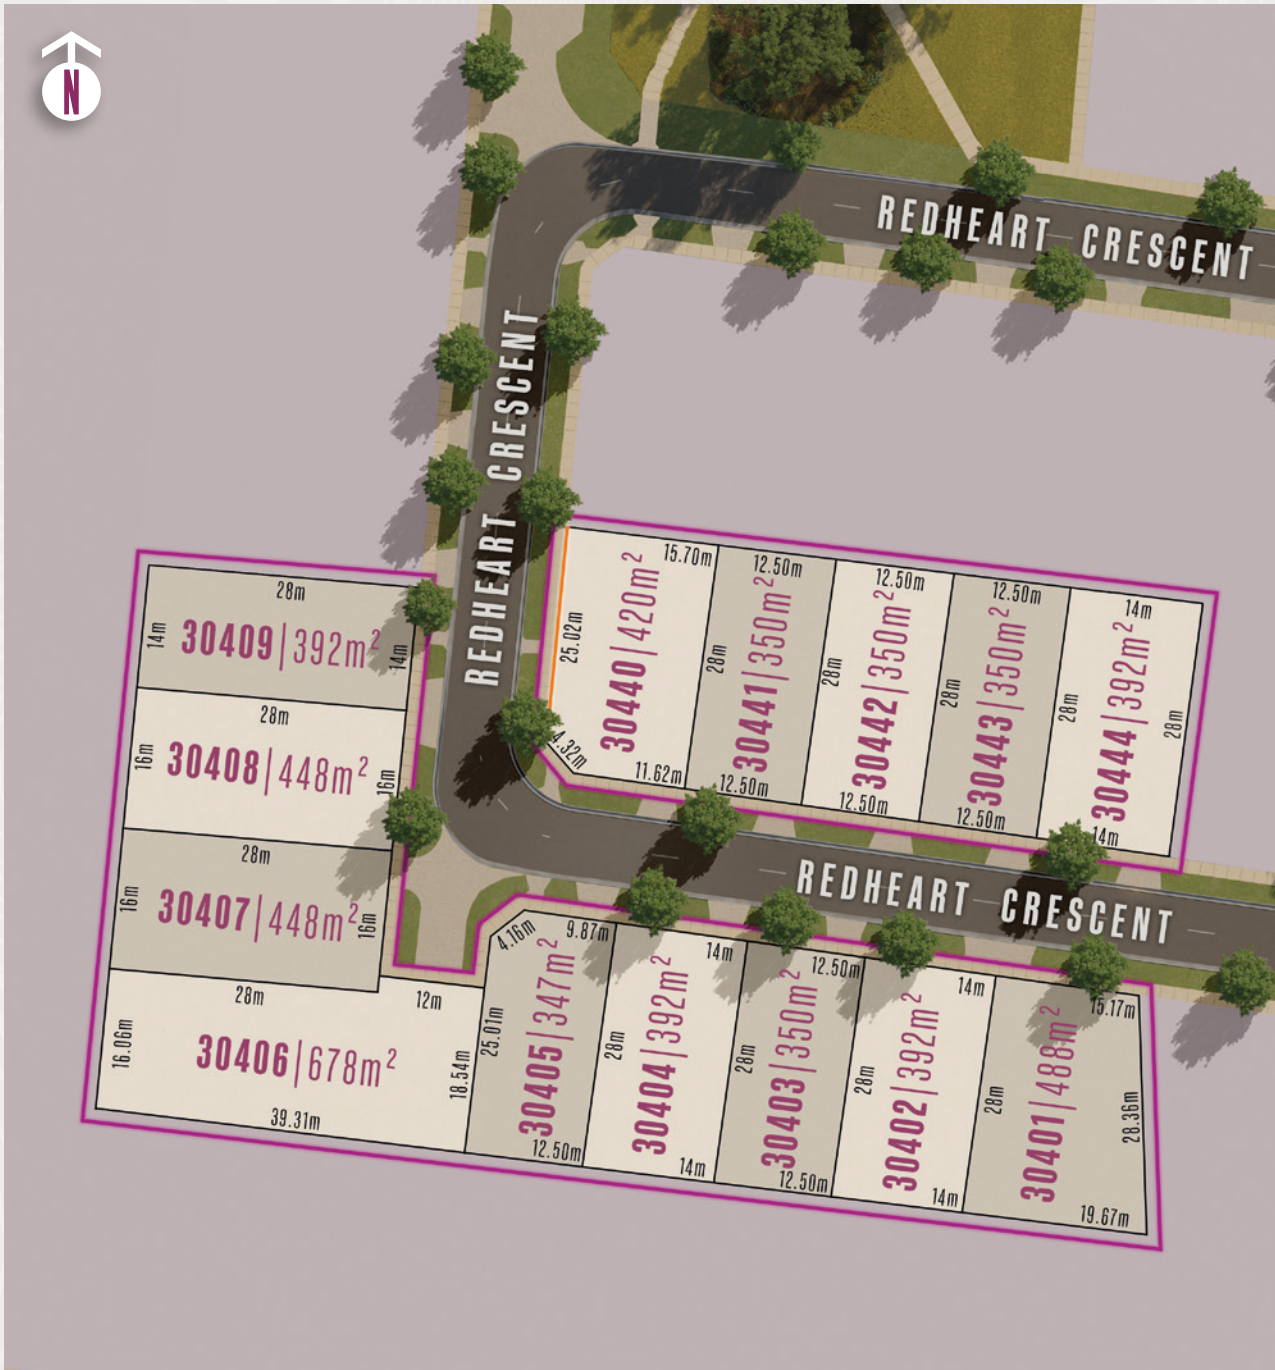 N
REDHEART CRESCENT
REDHEART CRESCENT
15.70m
25.02m
30440|420m²
4.32m
11.62m
12.50m
28m
30441|350m²
12.50m
12.50m
28m
30442|350m²
12.50m
12.50m
28m
30443|350m²
12.50m
14m
28m
30444|392m²
28m
14m
28m
14m
30409|392m²
14m
28m
16m
30408|448m²
16m
28m
16m
30407|448m²
16m
28m
12m
16.06m
30406|678m²
18.54m
39.31m
REDHEART CRESCENT
4.16m
9.87m
25.01m
30405|347m²
12.50m
14m
28m
30404|392m²
14m
12.50m
28m
30403|350m²
12.50m
14m
28m
30402|392m²
14m
15.17m
28m
30401|488m²
28.36m
19.67m